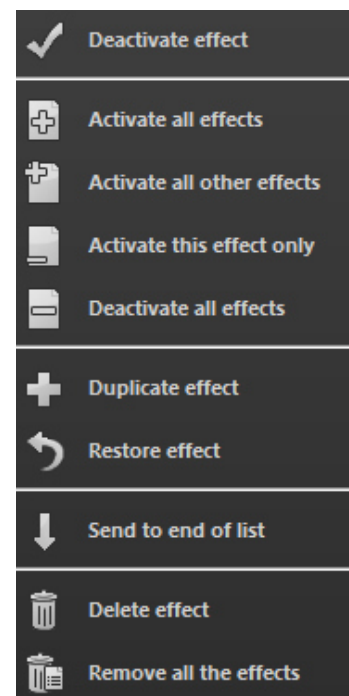 Deactivate effect
Activate all effects
Activate all other effects
Activate this effect only
Deactivate all effects
Duplicate effect
Restore effect
Send to end of list
Delete effect
Remove all the effects